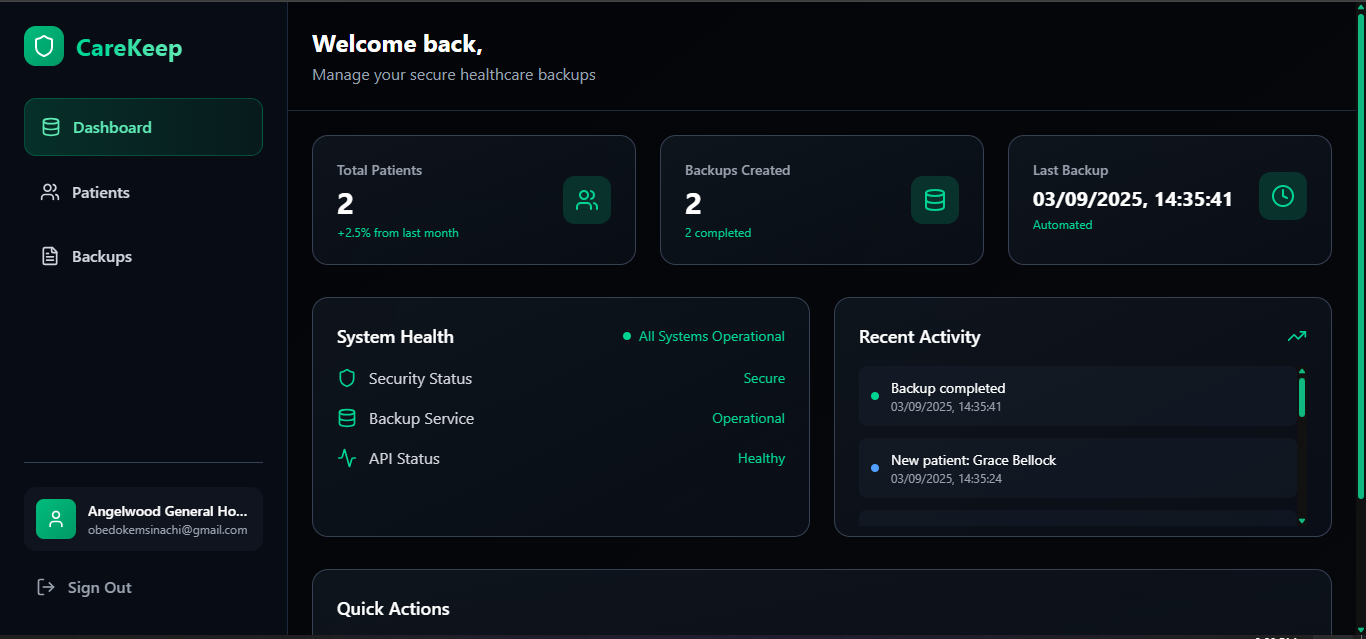 CareKeep
Dashboard
Patients
Backups
Angelwood General Ho...
obedokemsinachi@gmail.com
Sign Out
Welcome back,
Manage your secure healthcare backups
Total Patients
2
+2.5% from last month
Backups Created
2
2 completed
Last Backup
03/09/2025, 14:35:41
Automated
System Health
All Systems Operational
Security Status
Secure
Backup Service
Operational
API Status
Healthy
Recent Activity
Backup completed
03/09/2025, 14:35:41
New patient: Grace Bellock
03/09/2025, 14:35:24
Quick Actions